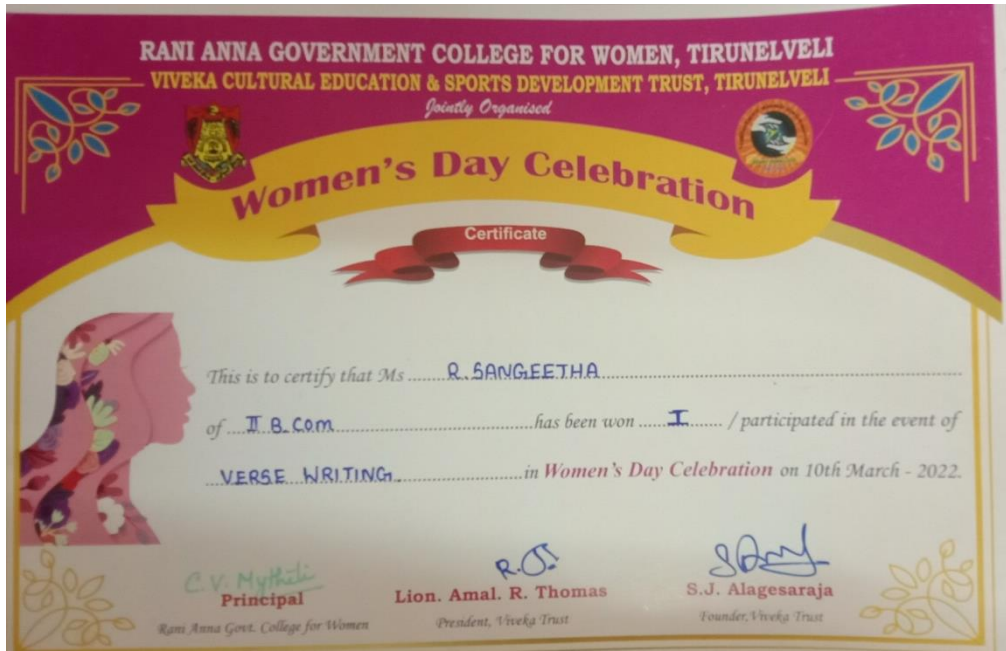 RANI ANNA GOVERNMENT COLLEGE FOR WOMEN, TIRUNELVELI
VIVEKA CULTURAL EDUCATION & SPORTS DEVELOPMENT TRUST, TIRUNELVELI
Jointly Organised
Women's Day Celebration
Certificate
This is to certify that Ms ........ R. SANGEETHA ........
of .... II B.Com ........ has been won ..... I ...... / participated in the event of
VERSE WRITING ........ in Women's Day Celebration on 10th March - 2022.
C.V. Mythili
Principal
Rani Anna Govt. College for Women
Lion. Amal. R. Thomas
President, Viveka Trust
S.J. Alagesaraja
Founder, Viveka Trust